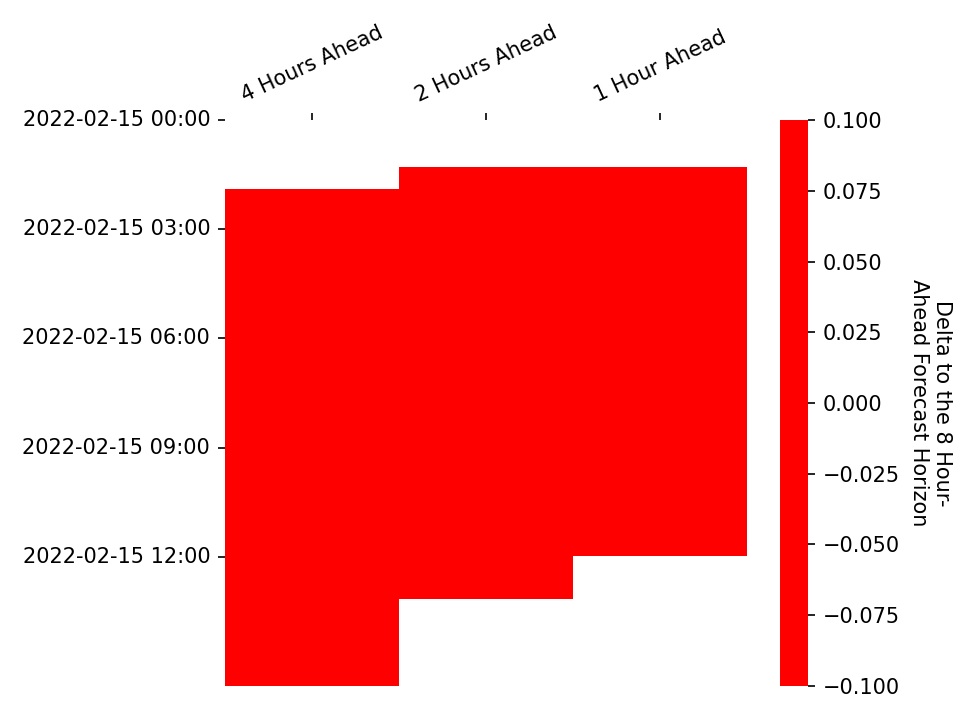 4 Hours Ahead
2 Hours Ahead
1 Hour Ahead
2022-02-15 00:00
2022-02-15 03:00
2022-02-15 06:00
2022-02-15 09:00
2022-02-15 12:00
0.100
0.075
0.050
0.025
0.000
−0.025
−0.050
−0.075
−0.100
Delta to the 8 Hour-
Ahead Forecast Horizon